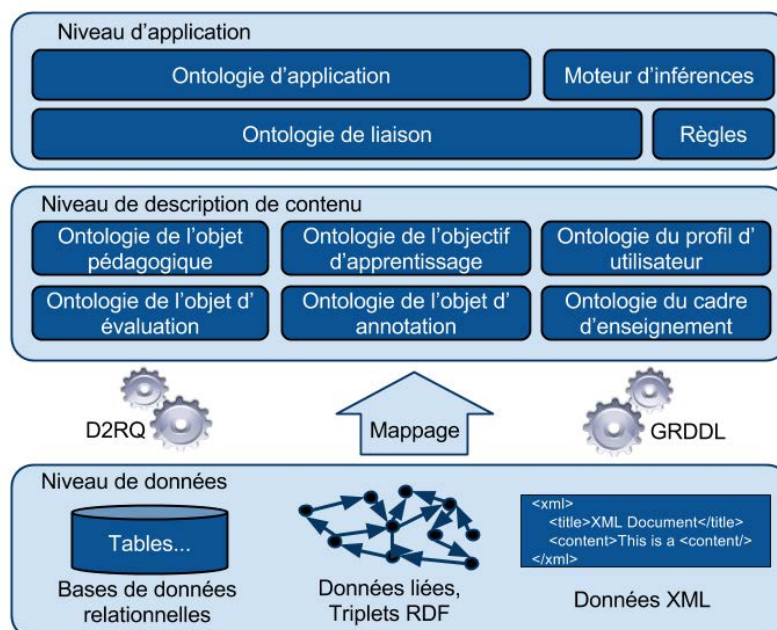 Niveau d’application
Ontologie d’application
Moteur d’inférences
Ontologie de liaison
Règles
Niveau de description de contenu
Ontologie de l’objet
pédagogique
Ontologie de l’objectif
d’apprentissage
Ontologie du profil d’
utilisateur
Ontologie de l’objet d’
évaluation
Ontologie de l’objet d’
annotation
Ontologie du cadre
d’enseignement
D2RQ
Mappage
GRDDL
Niveau de données
Tables...
Bases de données
relationnelles
Données liées,
Triplets RDF
<xml>
<title>XML Document</title>
<content>This is a <content/>
</xml>
Données XML